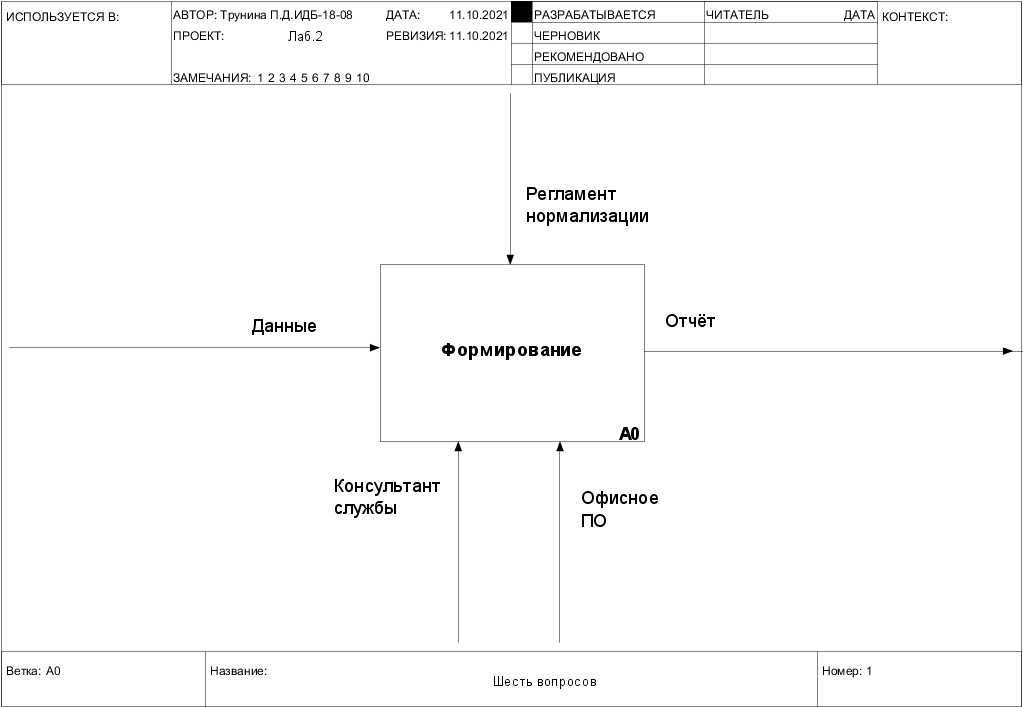 ИСПОЛЬЗУЕТСЯ В:
АВТОР: Трунина П.Д.ИДБ-18-08
ДАТА: 11.10.2021
ПРОЕКТ: Лаб.2
РЕВИЗИЯ: 11.10.2021
ЗАМЕЧАНИЯ: 1 2 3 4 5 6 7 8 9 10
РАЗРАБАТЫВАЕТСЯ
ЧЕРНОВИК
РЕКОМЕНДОВАНО
ПУБЛИКАЦИЯ
ЧИТАТЕЛЬ ДАТА
КОНТЕКСТ:
Регламент
нормализации
Данные
Отчёт
Формирование
A0
Консультант
службы
Офисное
ПО
Ветка: A0
Название:
Шесть вопросов
Номер: 1